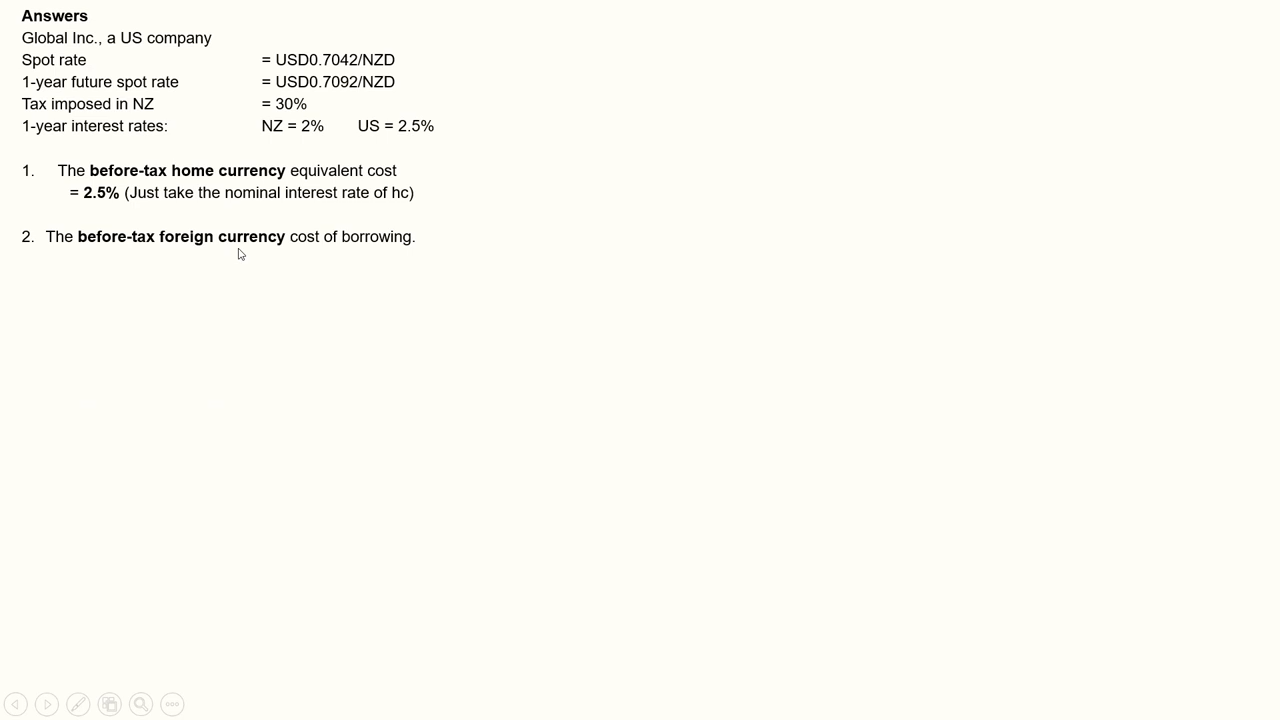 Answers
Global Inc., a US company
Spot rate = USD0.7042/NZD
1-year future spot rate = USD0.7092/NZD
Tax imposed in NZ = 30%
1-year interest rates: NZ = 2% US = 2.5%
1. The before-tax home currency equivalent cost
= 2.5% (Just take the nominal interest rate of hc)
2. The before-tax foreign currency cost of borrowing.